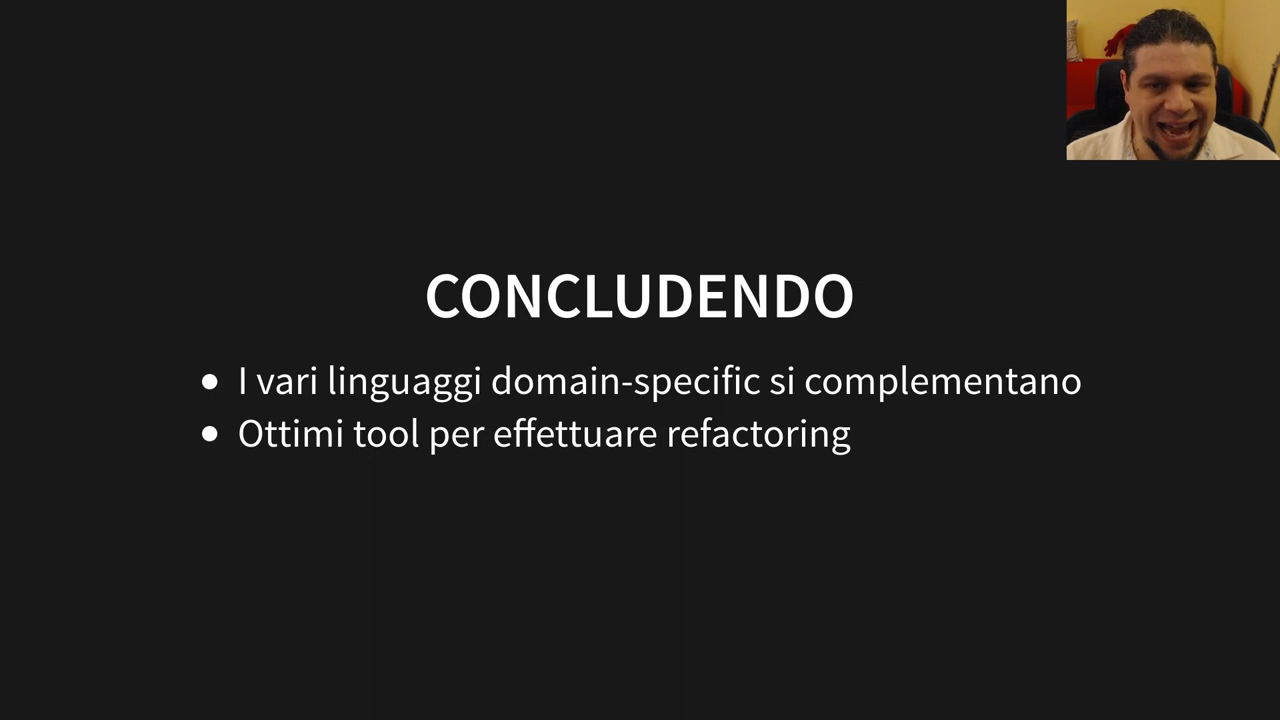 CONCLUDENDO
• I vari linguaggi domain-specific si complementano
• Ottimi tool per effettuare refactoring